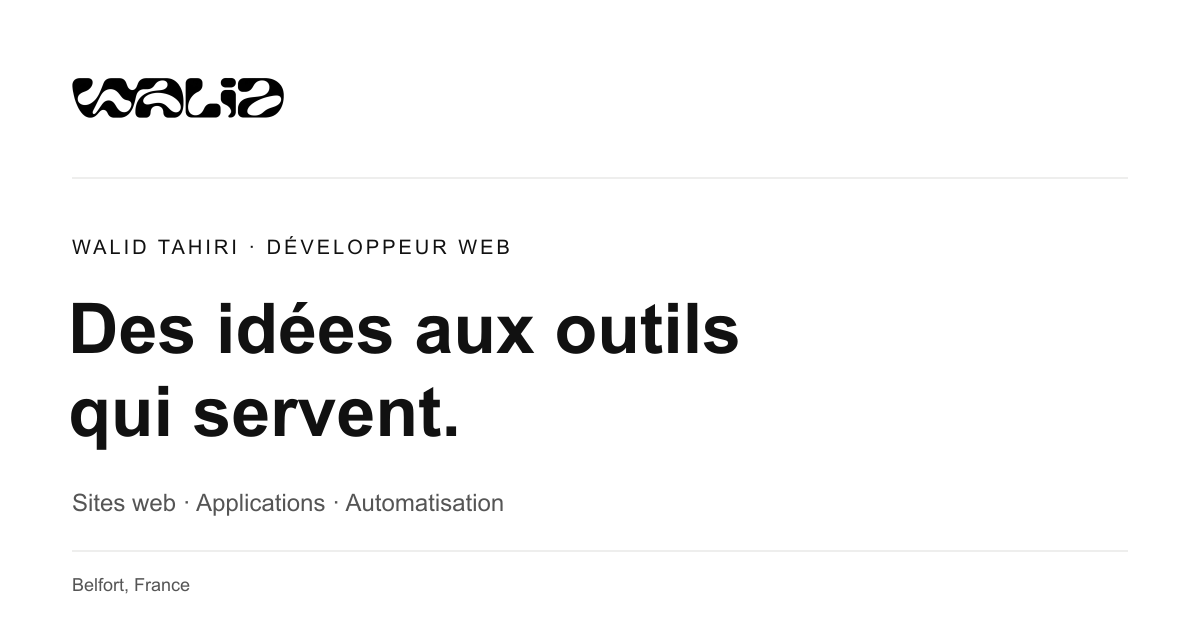 WALID
WALID TAHIRI · DÉVELOPPEUR WEB
Des idées aux outils
qui servent.
Sites web · Applications · Automatisation
Belfort, France